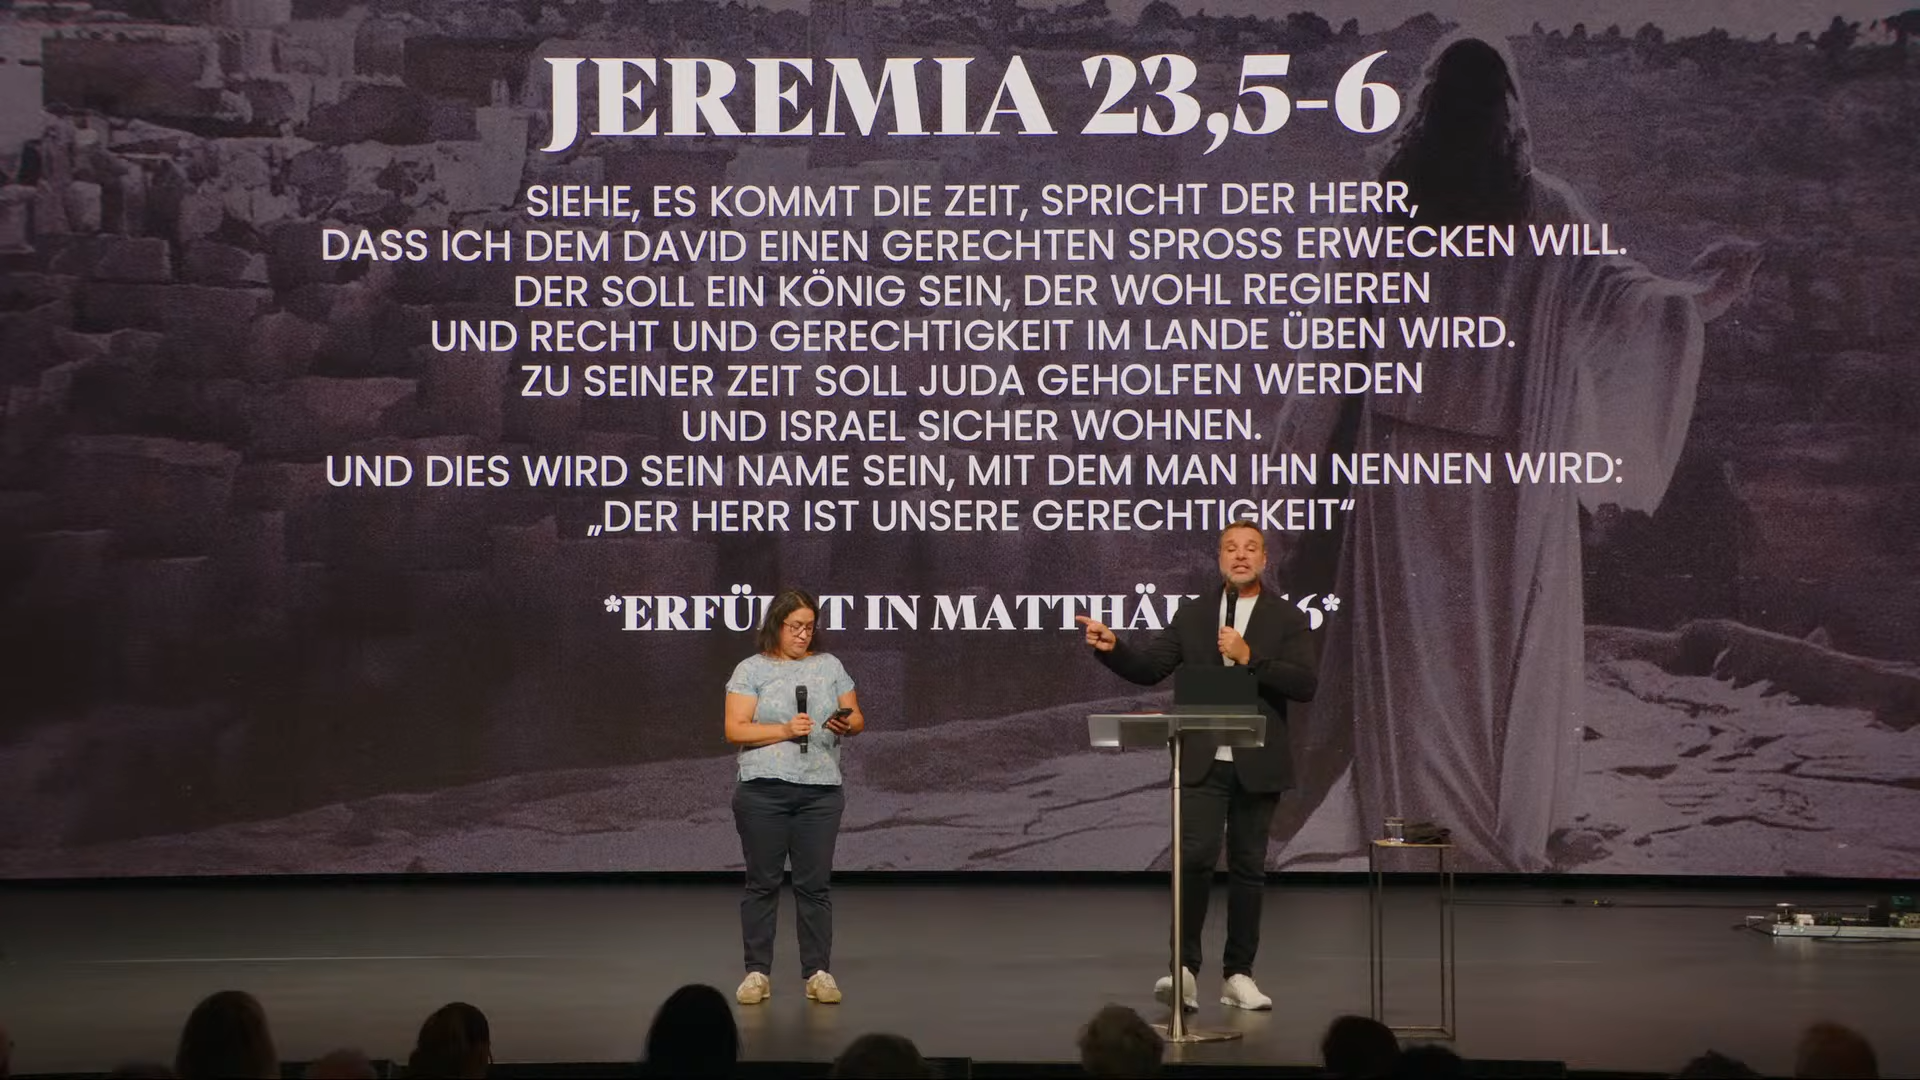 JEREMIA 23,5-6
SIEHE, ES KOMMT DIE ZEIT, SPRICHT DER HERR,
DASS ICH DEM DAVID EINEN GERECHTEN SPROSS ERWECKEN WILL.
DER SOLL EIN KÖNIG SEIN, DER WOHL REGIEREN
UND RECHT UND GERECHTIGKEIT IM LANDE ÜBEN WIRD.
ZU SEINER ZEIT SOLL JUDA GEHOLFEN WERDEN
UND ISRAEL SICHER WOHNEN.
UND DIES WIRD SEIN NAME SEIN, MIT DEM MAN IHN NENNEN WIRD:
„DER HERR IST UNSERE GERECHTIGKEIT“
IN